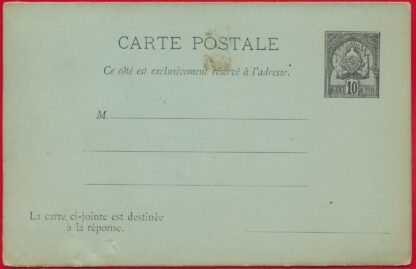 CARTE POSTALE
Ce côté est exclusivement réservé à l'adresse.
10
M
La carte ci-jointe est destinée
à la réponse.